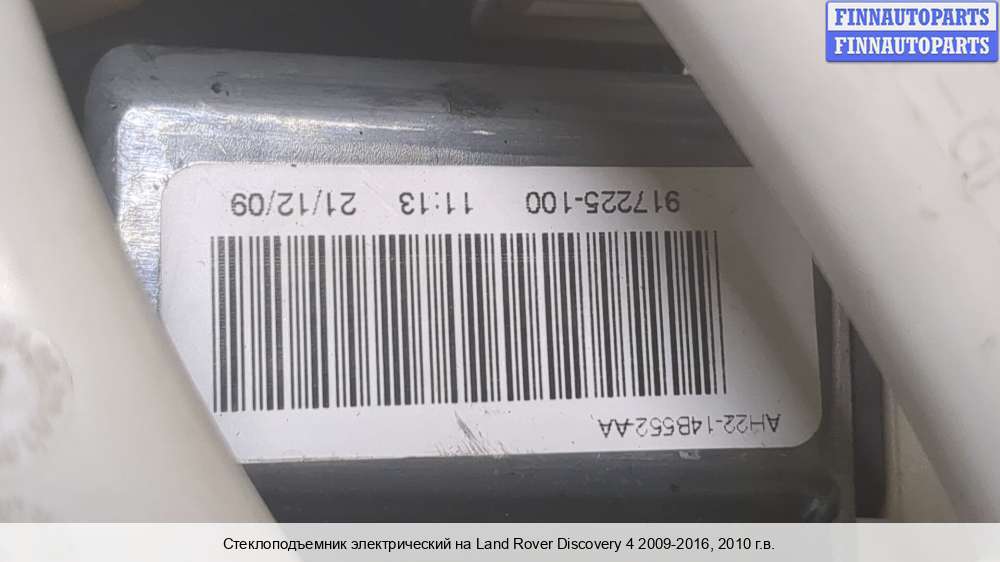 FINNAUTOPARTS
FINNAUTOPARTS
917225-100 11:13 21/12/09
AH22-14B552-AA
Стеклоподъемник электрический на Land Rover Discovery 4 2009-2016, 2010 г.в.